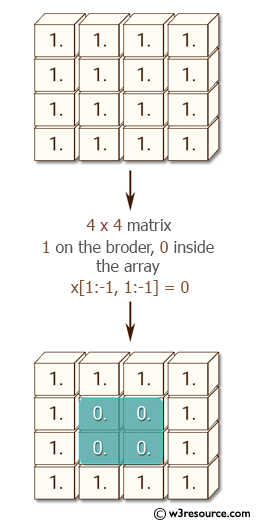 1. 1. 1. 1.
1. 1. 1. 1.
1. 1. 1. 1.
1. 1. 1. 1.
4 x 4 matrix
1 on the broder, 0 inside
the array
x[1:-1, 1:-1] = 0
1. 1. 1. 1.
1. 0. 0. 1.
1. 0. 0. 1.
1. 1. 1. 1.
© w3resource.com